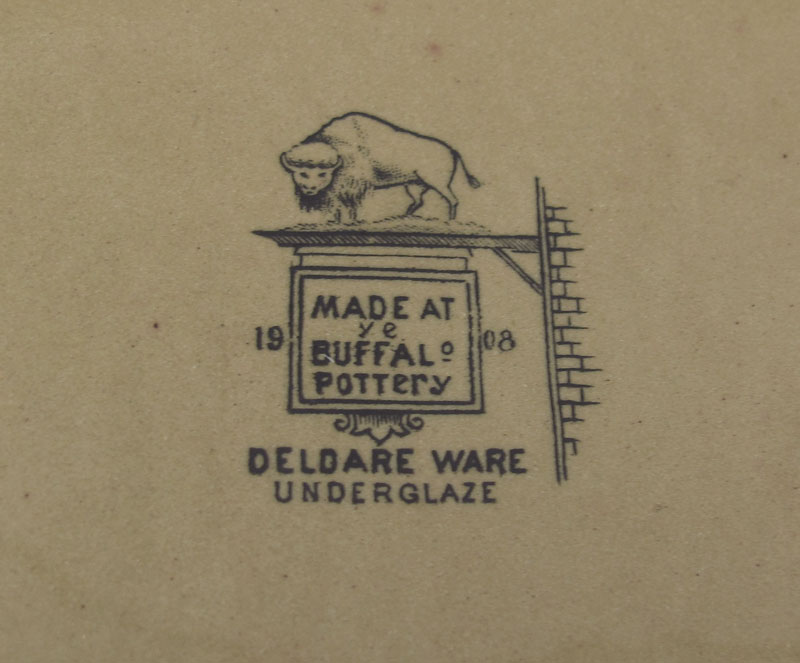 MADE AT
ye
19 BUFFALO 08
POTTERY
DELDARE WARE
UNDERGLAZE